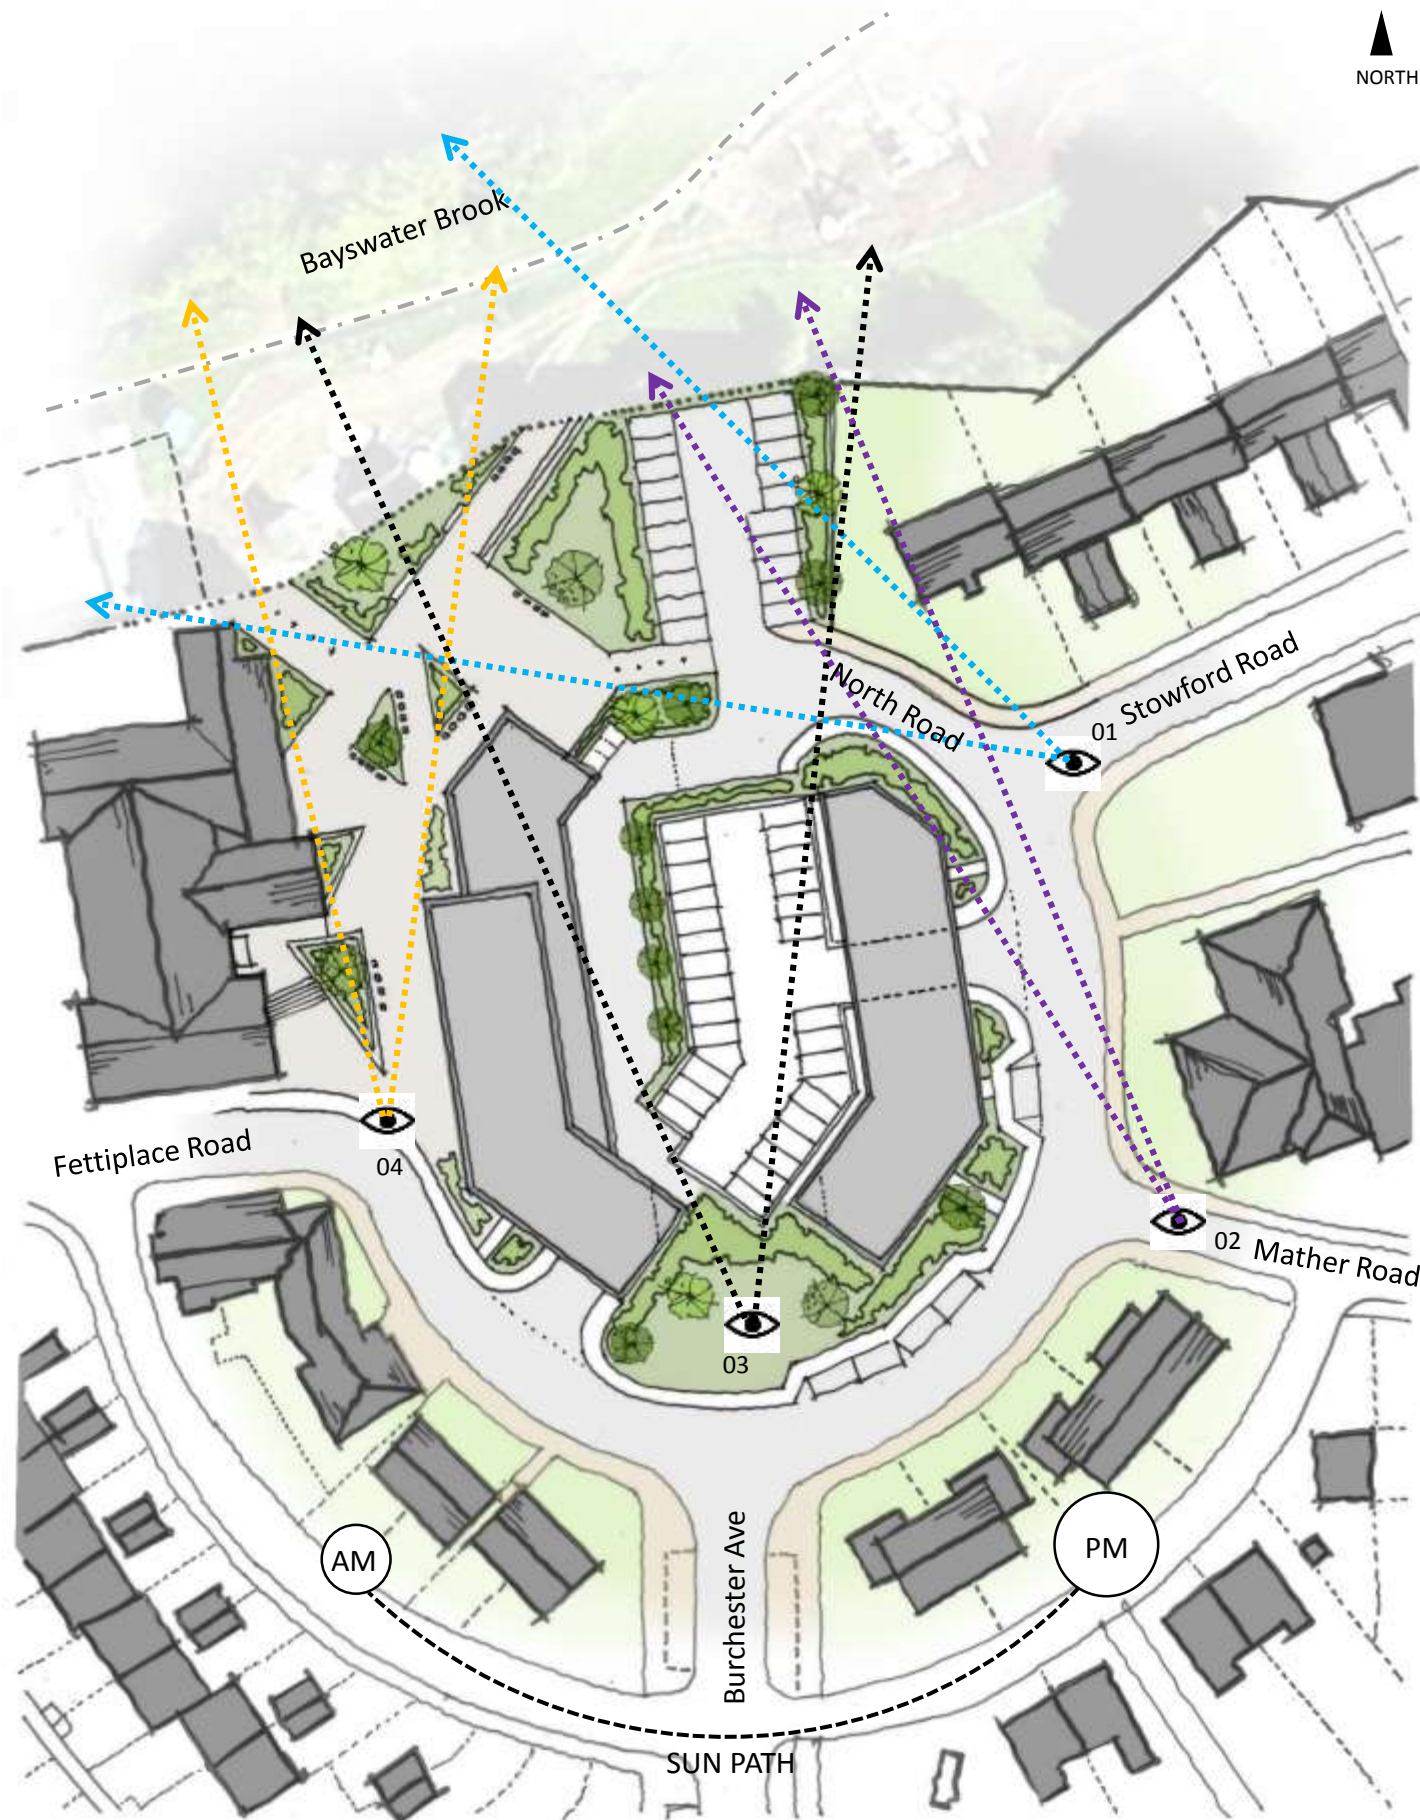 NORTH
Bayswater Brook
North Road
Stowford Road
01
Fettiplace Road
04
02
Mather Road
03
AM
PM
Burchester Ave
SUN PATH